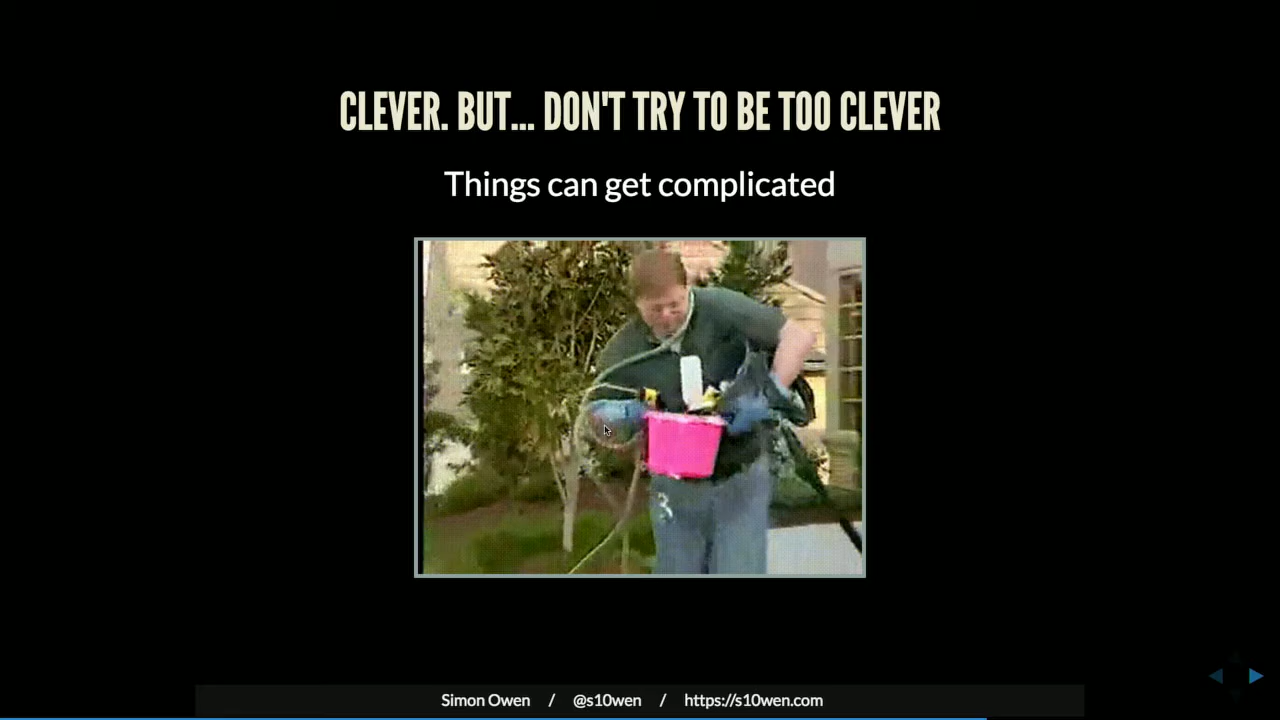 CLEVER. BUT... DON'T TRY TO BE TOO CLEVER
Things can get complicated
Simon Owen / @s10wen / https://s10wen.com